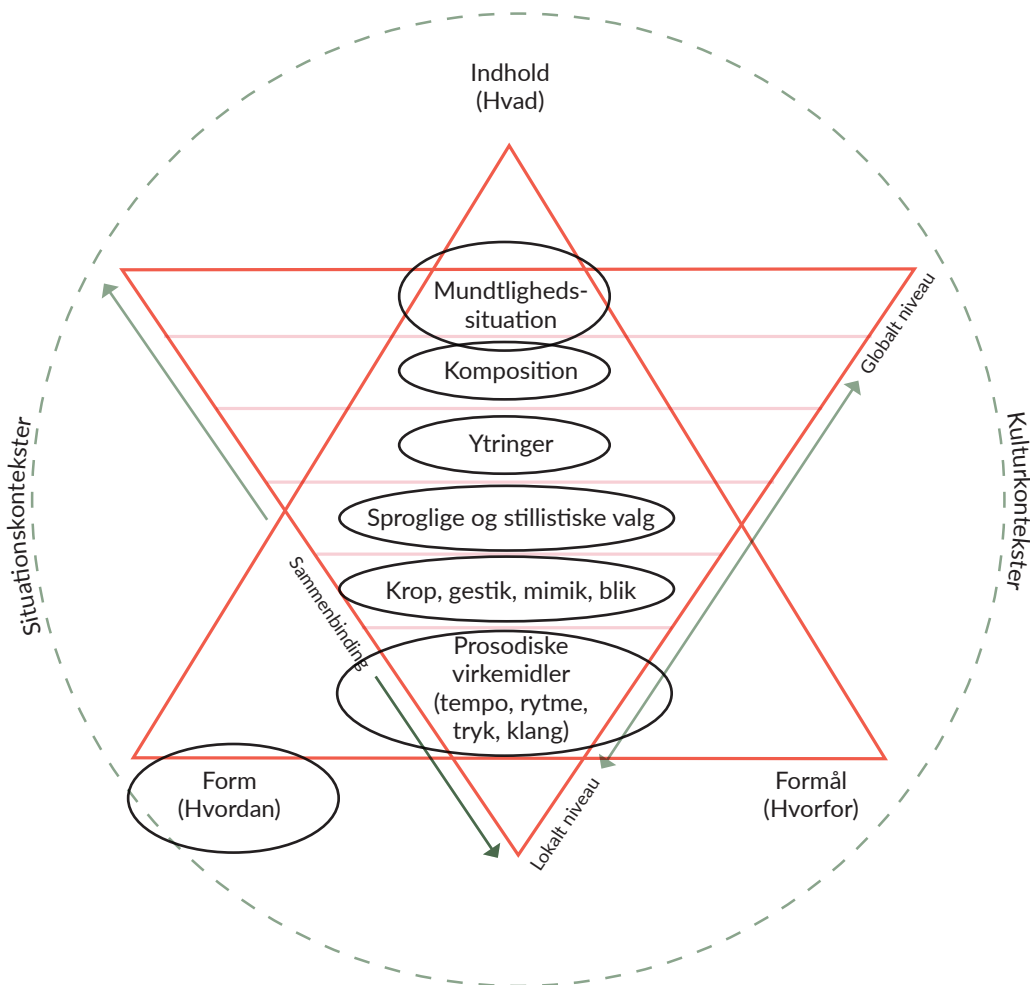 Indhold
(Hvad)
Mundtligheds-
situation
Globalt niveau
Komposition
Situationskontekster
Kulturkontekster
Ytringer
Sproglige og stillistiske valg
Krop, gestik, mimik, blik
Sammenbinding
Prosodiske
virkemidler
(tempo, rytme,
tryk, klang)
Form
(Hvordan)
Formål
(Hvorfor)
Lokalt niveau